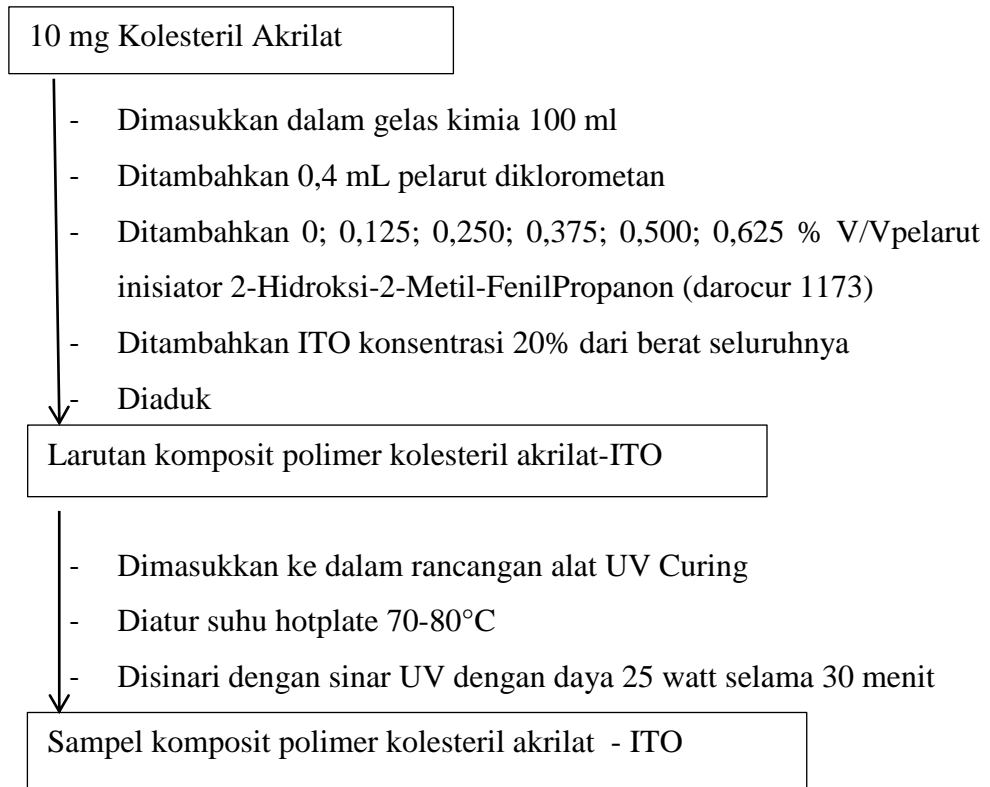 10 mg Kolesteril Akrilat
- Dimasukkan dalam gelas kimia 100 ml
- Ditambahkan 0,4 mL pelarut diklorometan
- Ditambahkan 0; 0,125; 0,250; 0,375; 0,500; 0,625 % V/Vpelarut
inisiator 2-Hidroksi-2-Metil-FenilPropanon (darocur 1173)
- Ditambahkan ITO konsentrasi 20% dari berat seluruhnya
- Diaduk
Larutan komposit polimer kolesteril akrilat-ITO
- Dimasukkan ke dalam rancangan alat UV Curing
- Diatur suhu hotplate 70-80°C
- Disinari dengan sinar UV dengan daya 25 watt selama 30 menit
Sampel komposit polimer kolesteril akrilat - ITO